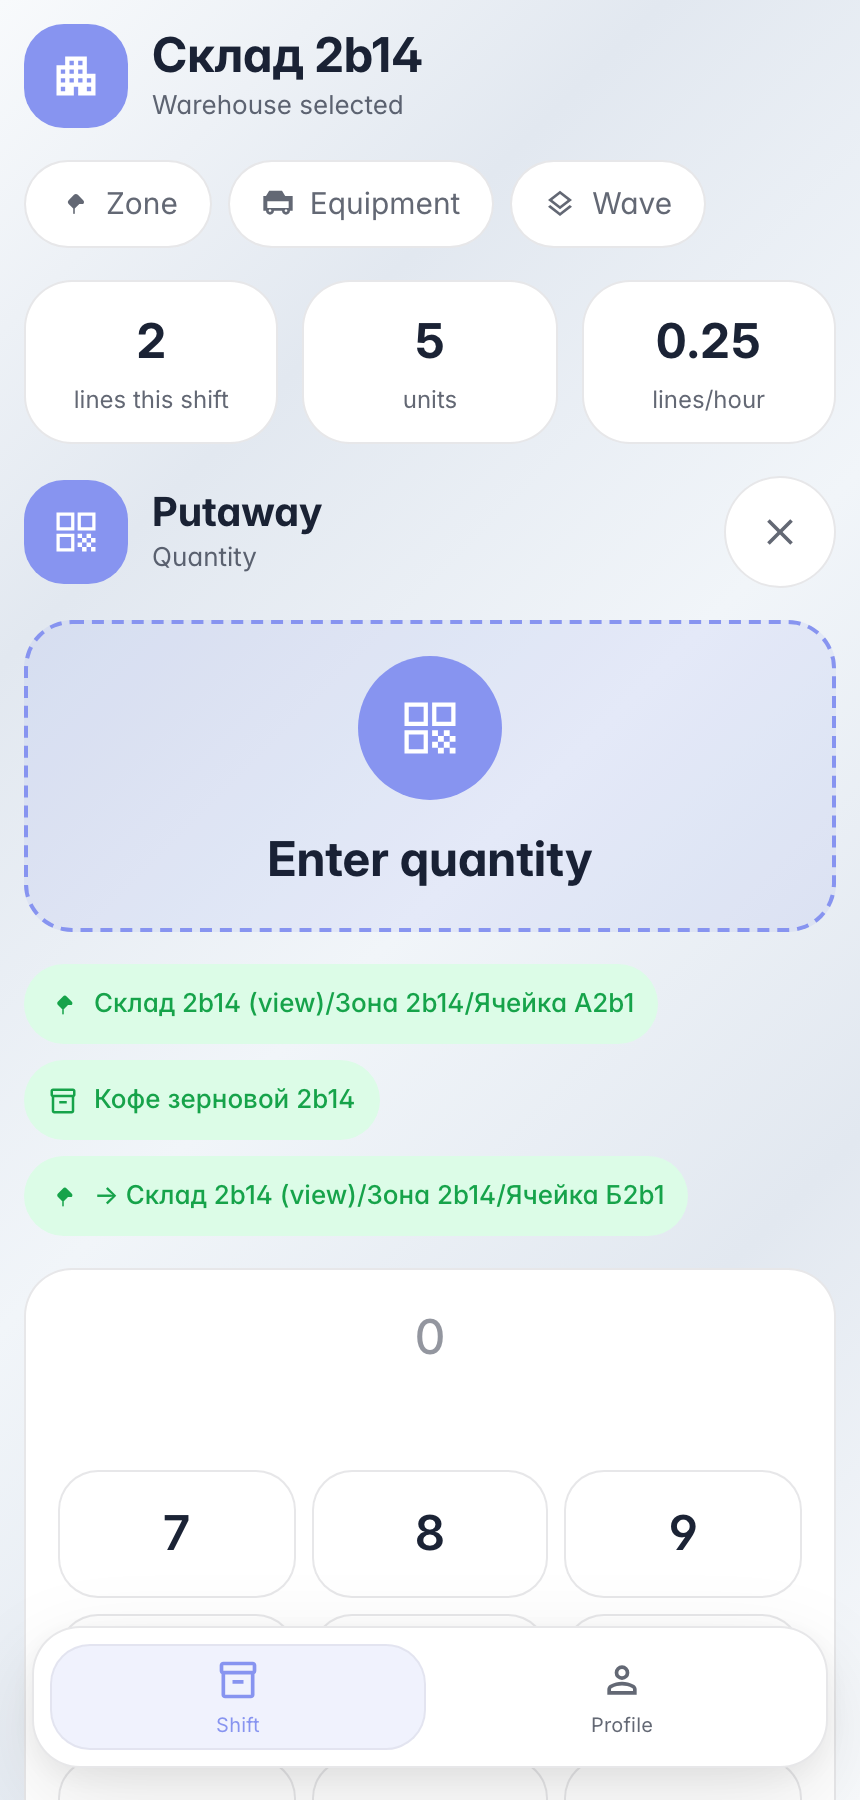 Склад 2b14
Warehouse selected
Zone
Equipment
Wave
2
lines this shift
5
units
0.25
lines/hour
Putaway
Quantity
Enter quantity
Склад 2b14 (view)/Зона 2b14/Ячейка А2b1
Кофе зерновой 2b14
→ Склад 2b14 (view)/Зона 2b14/Ячейка Б2b1
0
7 8 9
Shift
Profile